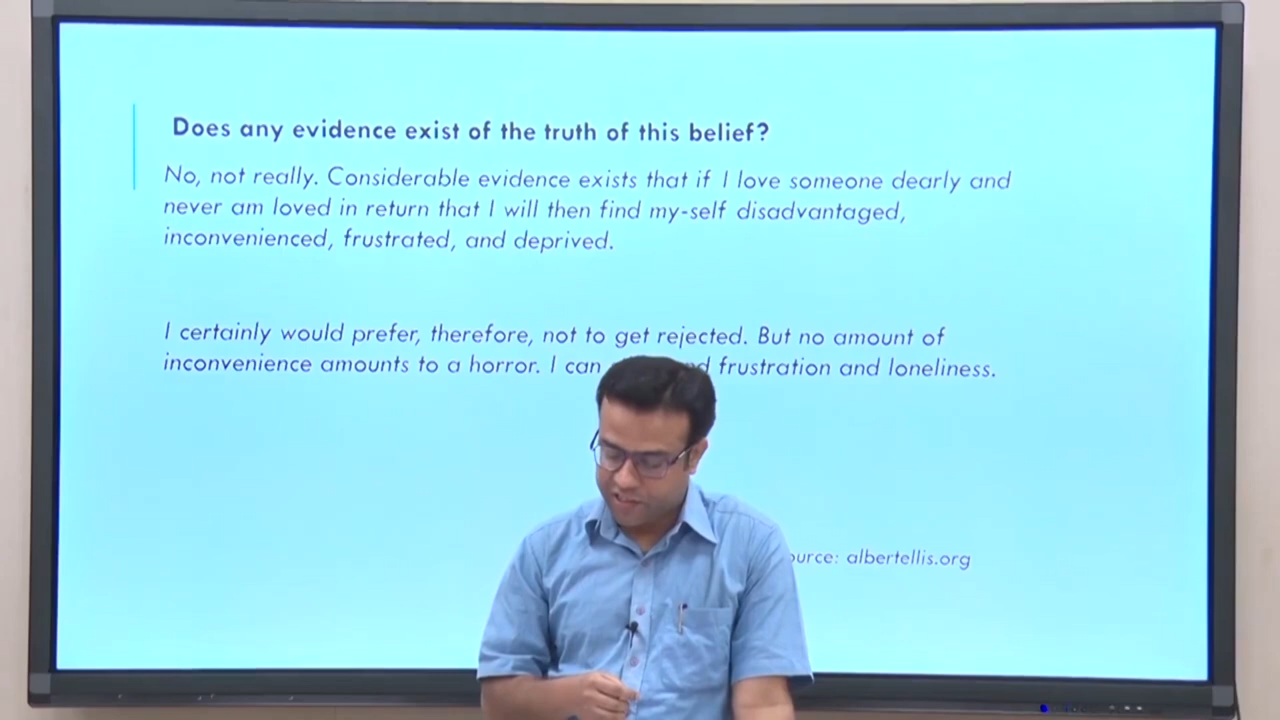 Does any evidence exist of the truth of this belief?
No, not really. Considerable evidence exists that if I love someone dearly and
never am loved in return that I will then find my-self disadvantaged,
inconvenienced, frustrated, and deprived.
I certainly would prefer, therefore, not to get rejected. But no amount of
inconvenience amounts to a horror. I can frustration and loneliness.
albertellis.org